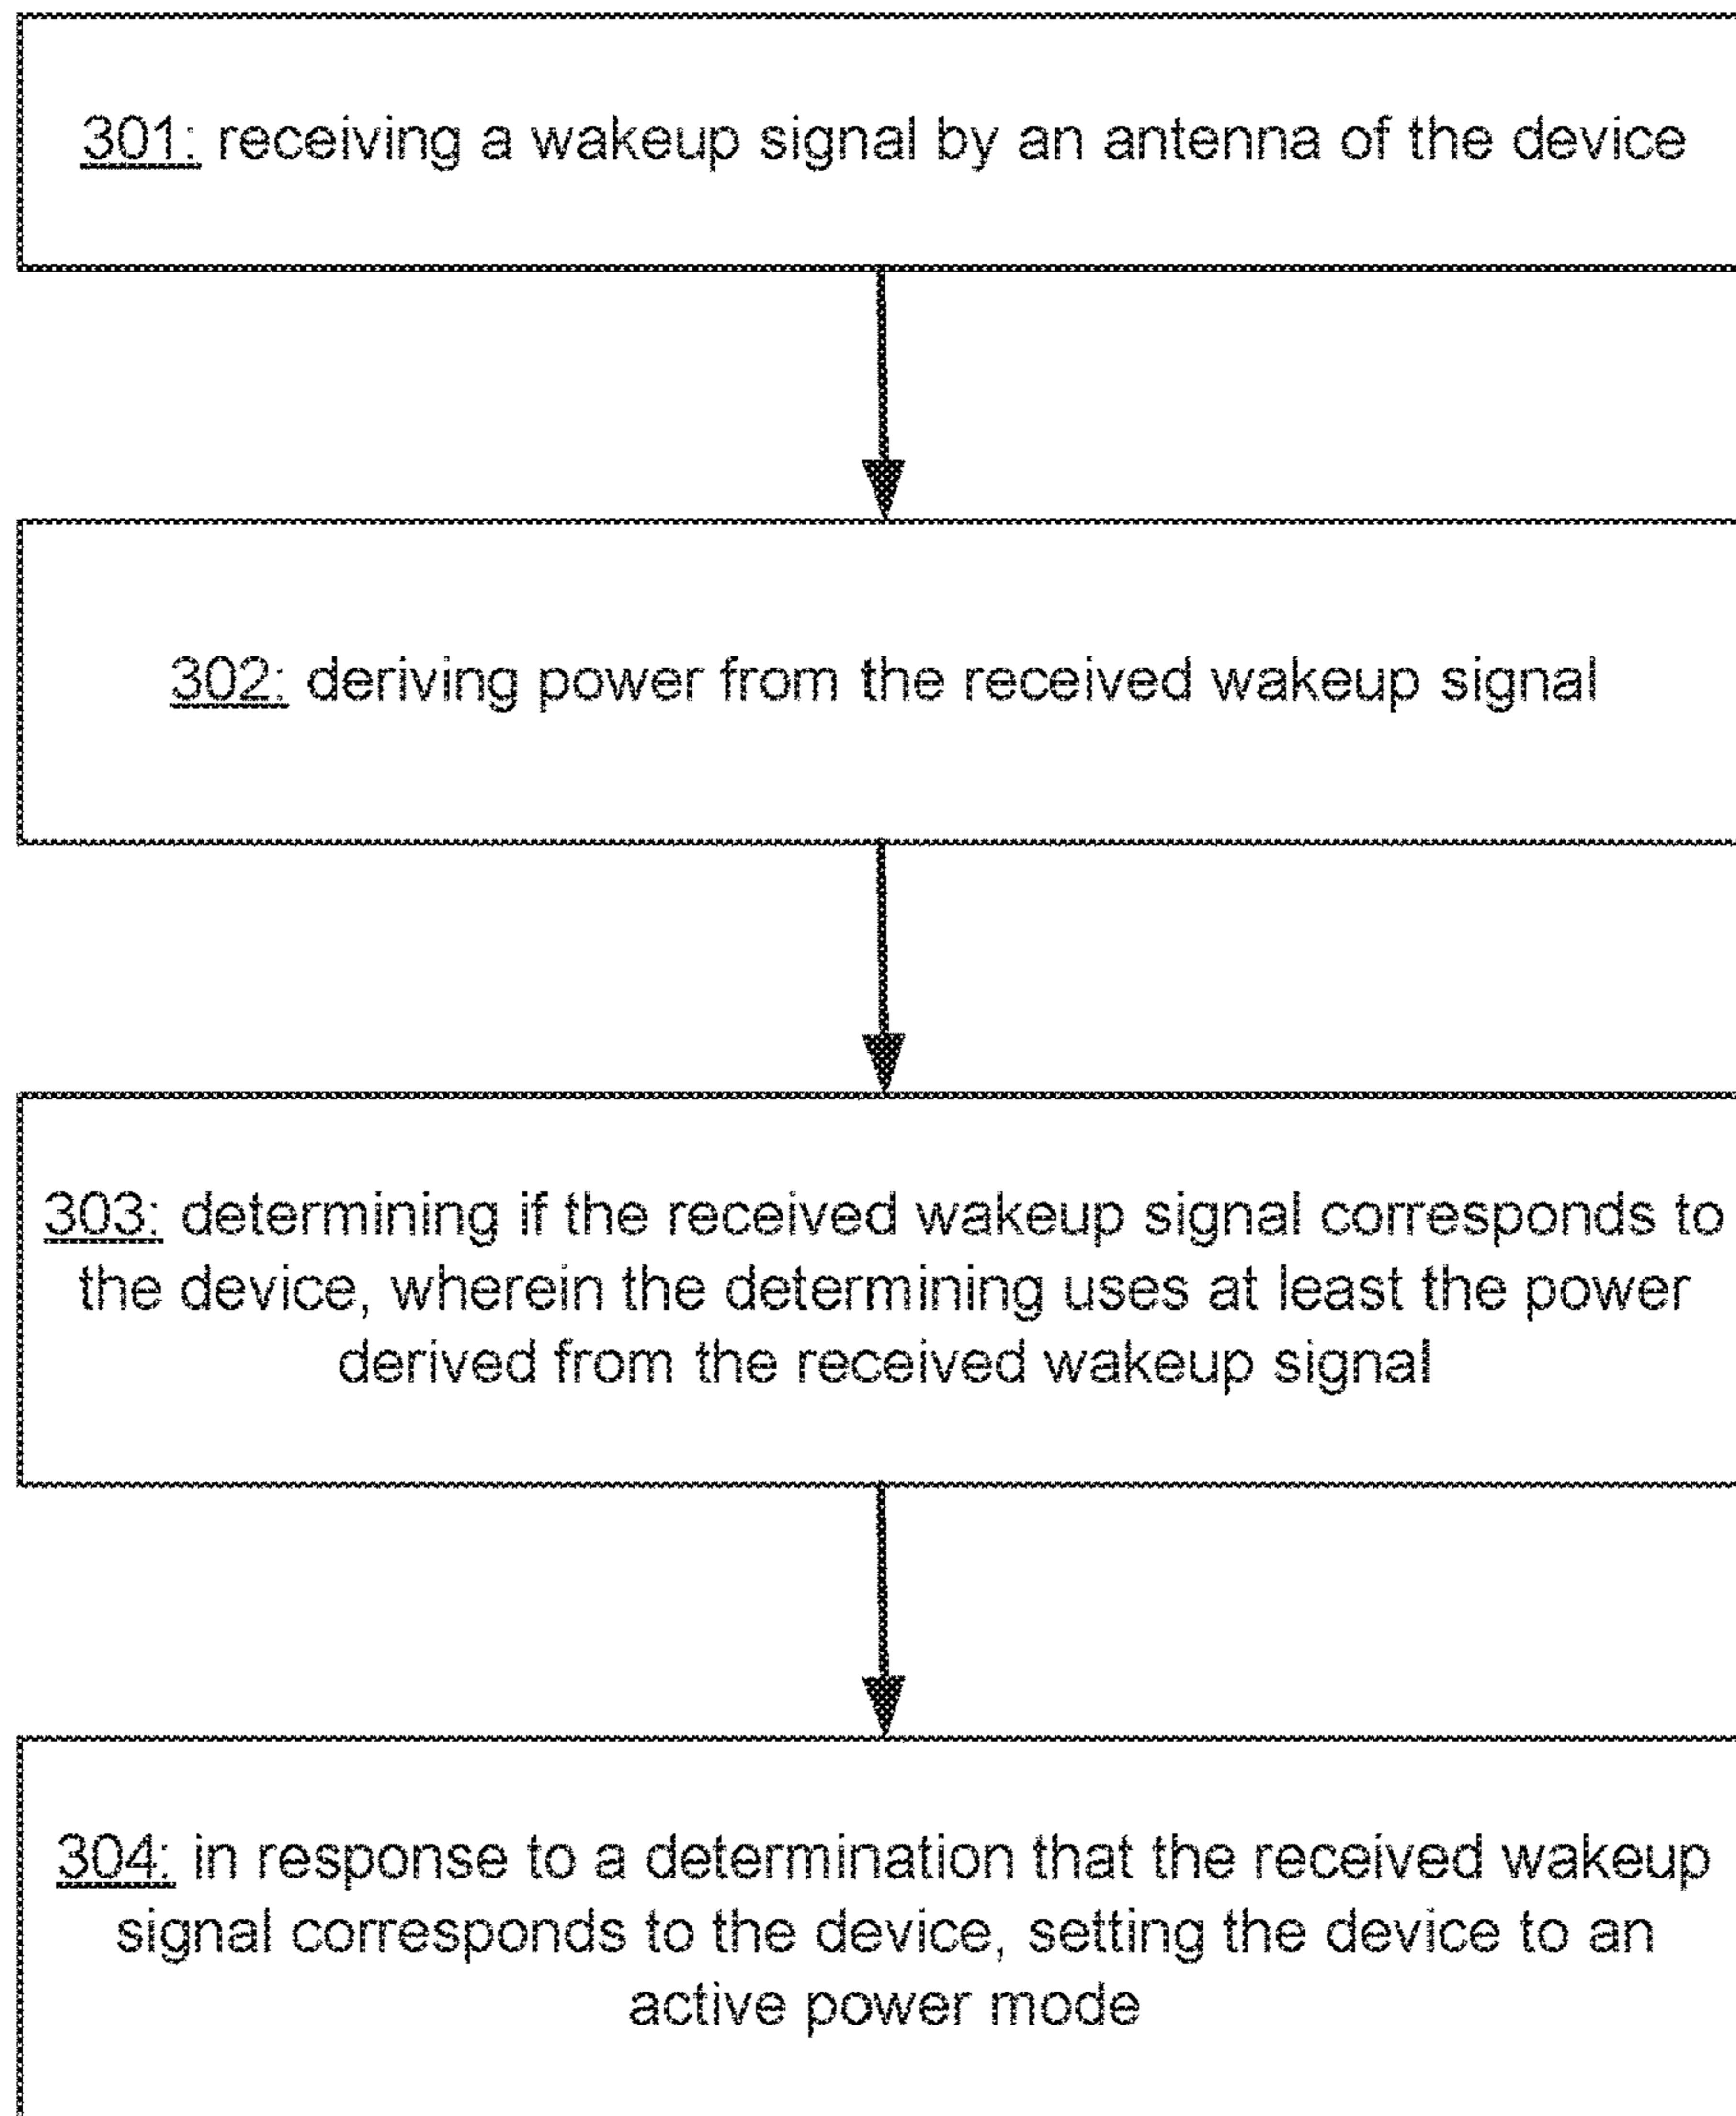 301: receiving a wakeup signal by an antenna of the device
302: deriving power from the received wakeup signal
303: determining if the received wakeup signal corresponds to
the device, wherein the determining uses at least the power
derived from the received wakeup signal
304: in response to a determination that the received wakeup
signal corresponds to the device, setting the device to an
active power mode